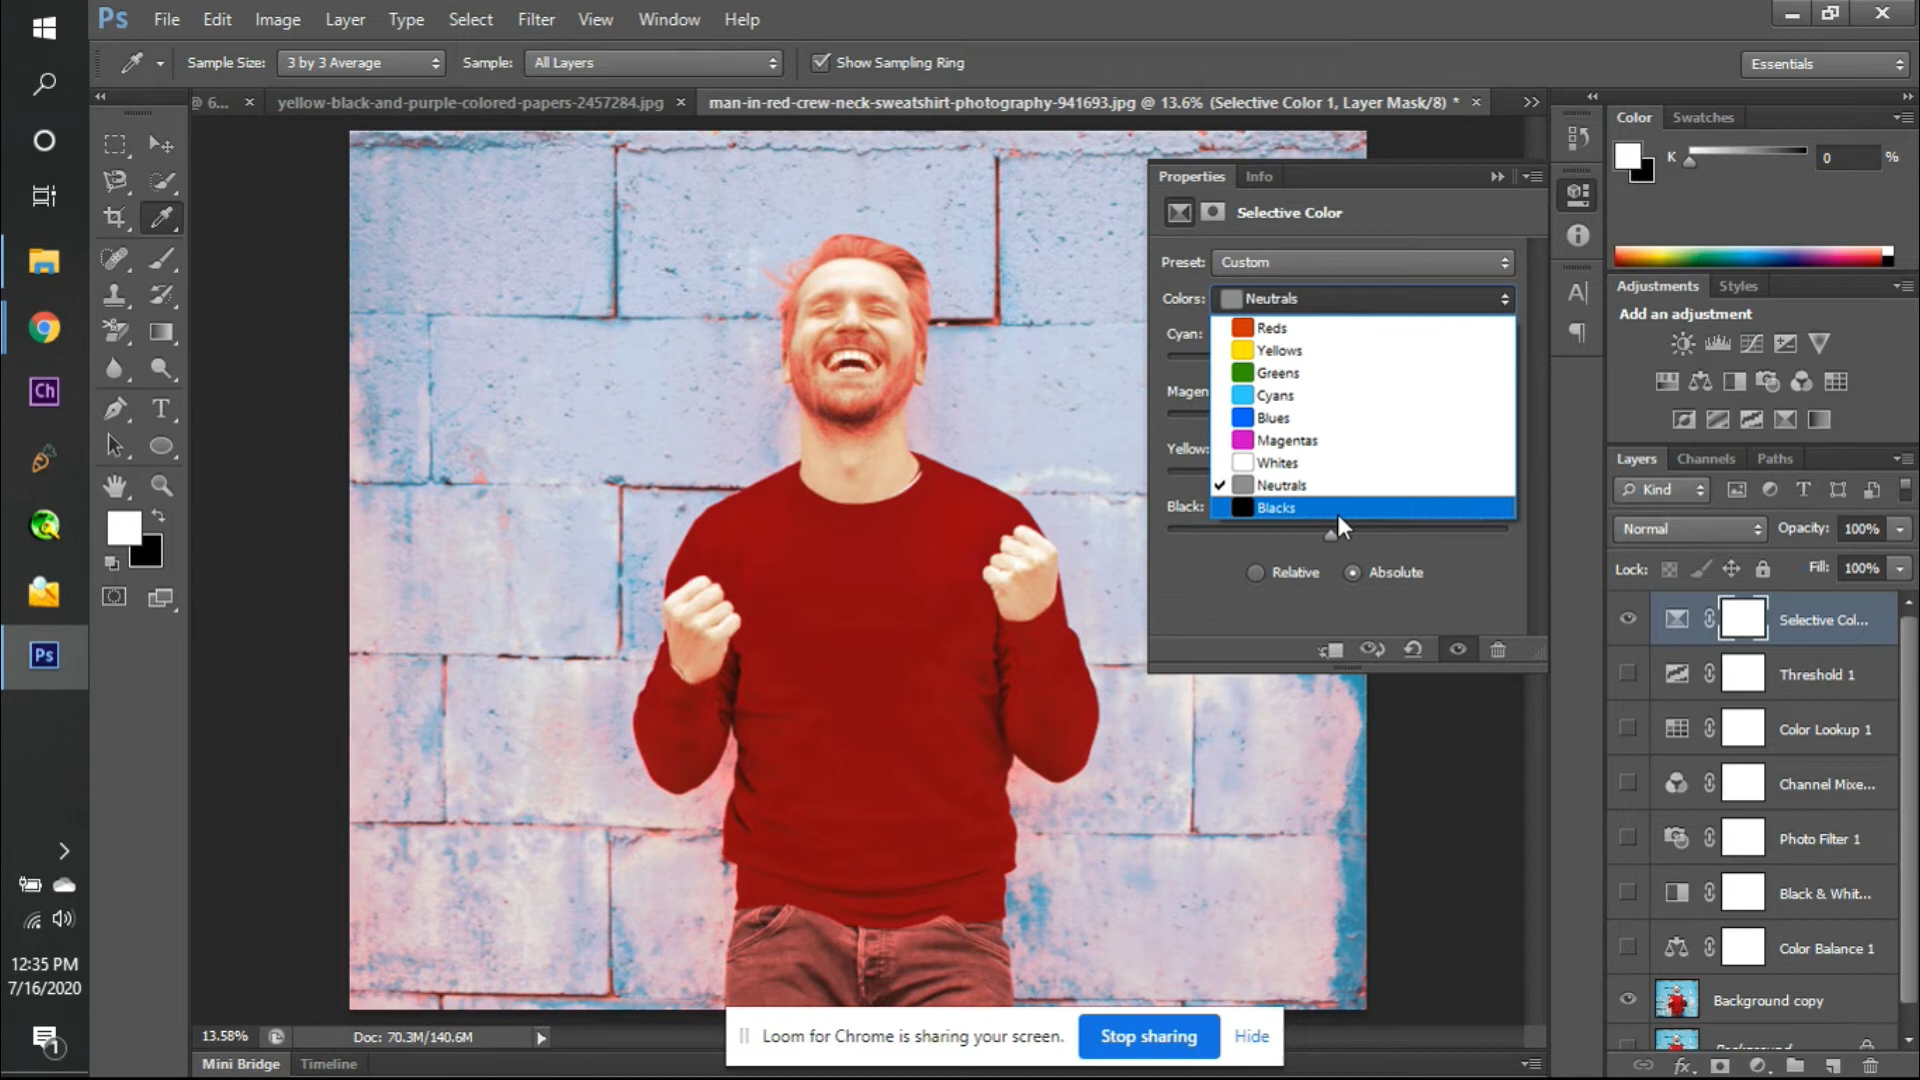 Ps File Edit Image Layer Type Select Filter View Window Help
Sample Size: 3 by 3 Average Sample: All Layers Show Sampling Ring Essentials
@ 6... × yellow-black-and-purple-colored-papers-2457284.jpg × man-in-red-crew-neck-sweatshirt-photography-941693.jpg @ 13.6% (Selective Color 1, Layer Mask/8) * ×
Color Swatches
K 0 %
Properties Info
Selective Color
Preset: Custom
Colors: Neutrals
Reds
Yellows
Greens
Cyans
Blues
Magentas
Whites
Neutrals
Blacks
Cyan:
Magen
Yellow:
Black:
Relative Absolute
Adjustments Styles
Add an adjustment
Layers Channels Paths
Kind
Normal Opacity: 100%
Lock: Fill: 100%
Selective Col...
Threshold 1
Color Lookup 1
Channel Mixe...
Photo Filter 1
Black & Whit...
Color Balance 1
Background copy
Background
Ch
Ps
12:35 PM
7/16/2020
1
13.58% Doc: 70.3M/140.6M
Loom for Chrome is sharing your screen. Stop sharing Hide
Mini Bridge Timeline